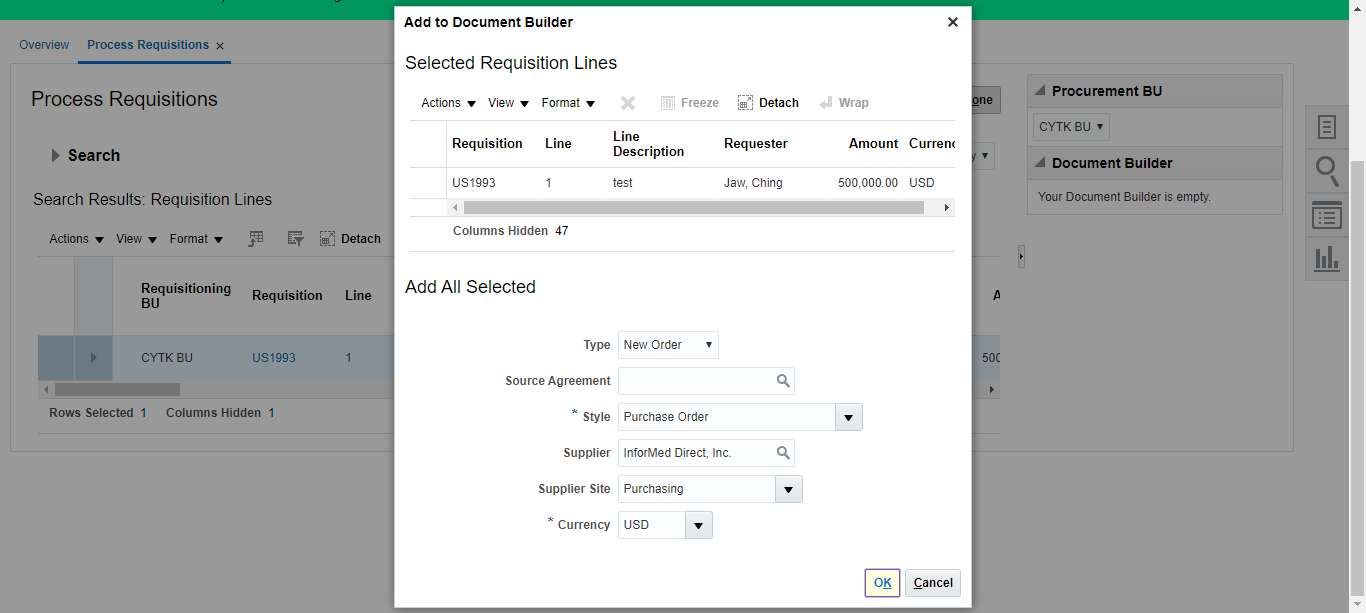 Add to Document Builder
Selected Requisition Lines
Actions View Format Freeze Detach Wrap
Requisition Line Line Description Requester Amount Currenc
US1993 1 test Jaw, Ching 500,000.00 USD
Columns Hidden 47
Add All Selected
Type New Order
Source Agreement
* Style Purchase Order
Supplier InforMed Direct, Inc.
Supplier Site Purchasing
* Currency USD
OK Cancel
Overview Process Requisitions
Process Requisitions
Search
Search Results: Requisition Lines
Actions View Format Detach
Requisitioning BU Requisition Line
CYTK BU US1993 1
Rows Selected 1 Columns Hidden 1
one
y
A
500
Procurement BU
CYTK BU
Document Builder
Your Document Builder is empty.